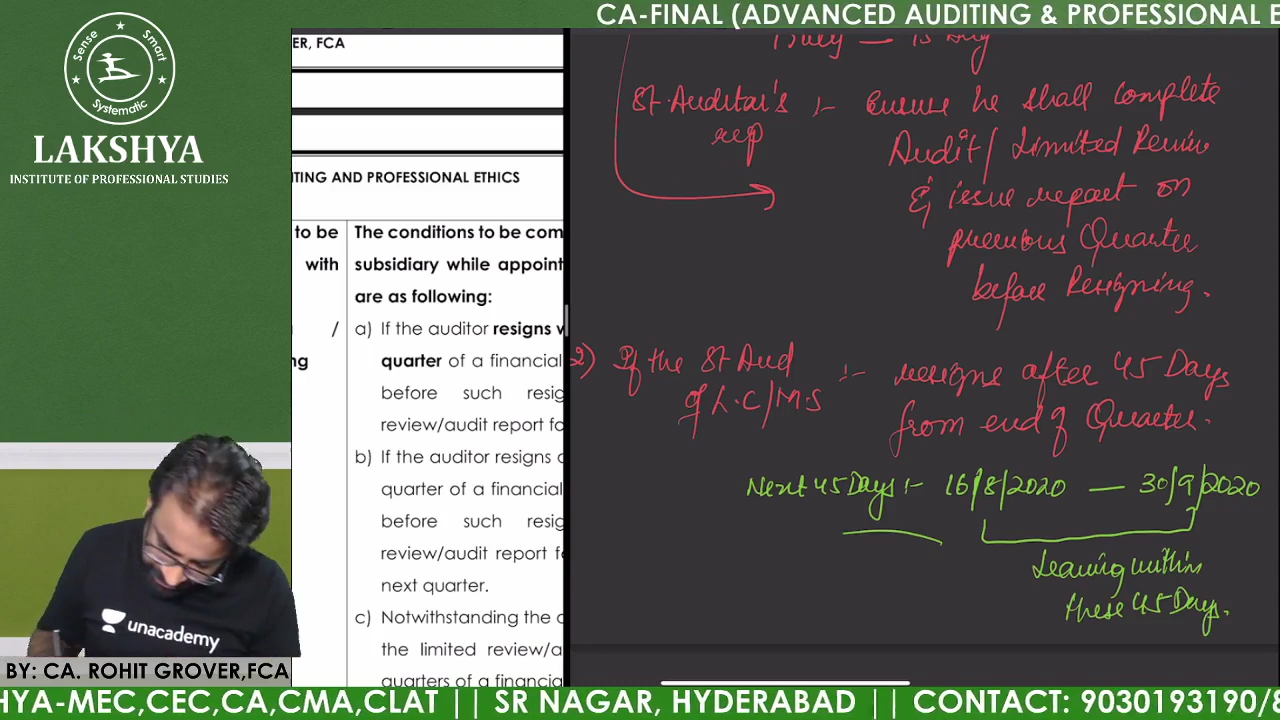 CA-FINAL (ADVANCED AUDITING & PROFESSIONAL E
Sense
Smart
Systematic
LAKSHYA
INSTITUTE OF PROFESSIONAL STUDIES
ER, FCA
TING AND PROFESSIONAL ETHICS
to be
with
/
ng
The conditions to be com
subsidiary while appoint
are as following:
a) If the auditor resigns w
quarter of a financial
before such resig
review/audit report fo
b) If the auditor resigns a
quarter of a financial
before such resig
review/audit report fo
next quarter.
c) Notwithstanding the a
the limited review/a
quarters of a financia
St. Auditor's :- Ensure he shall complete
rep Audit/ Limited Review
& issue report on
previous Quarter
before Resigning.
2) If the St Aud :- resigns after 45 Days
of L.C/M.S from end of Quarter.
Next 45 Days :- 16/8/2020 — 30/9/2020
Leaving within
these 45 Days.
unacademy
BY: CA. ROHIT GROVER,FCA
HYA-MEC,CEC,CA,CMA,CLAT || SR NAGAR, HYDERABAD || CONTACT: 9030193190/8